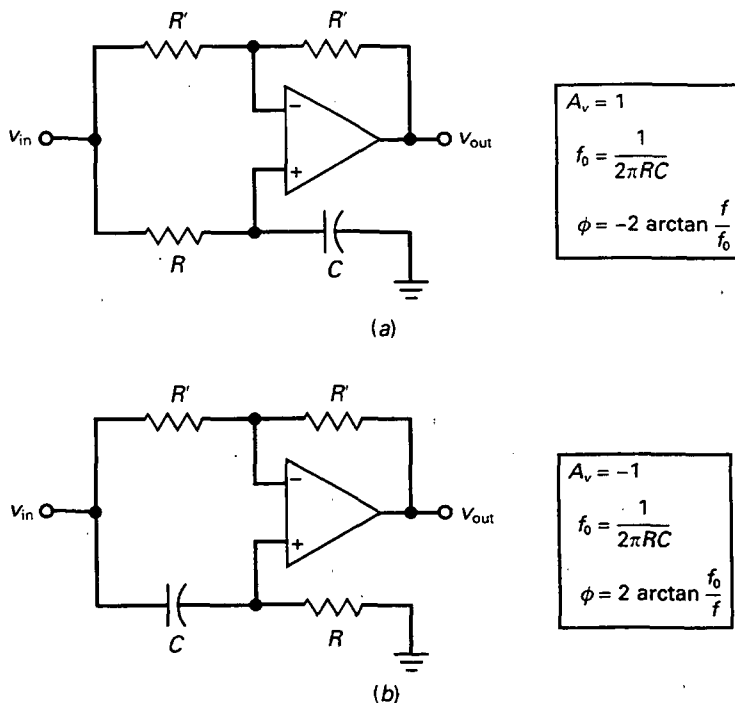 R' R'
−
v_in v_out
+
R
C
(a)
A_v = 1
f_0 = 1/(2πRC)
φ = −2 arctan f/f_0
R' R'
−
v_in v_out
+
C R
(b)
A_v = −1
f_0 = 1/(2πRC)
φ = 2 arctan f_0/f